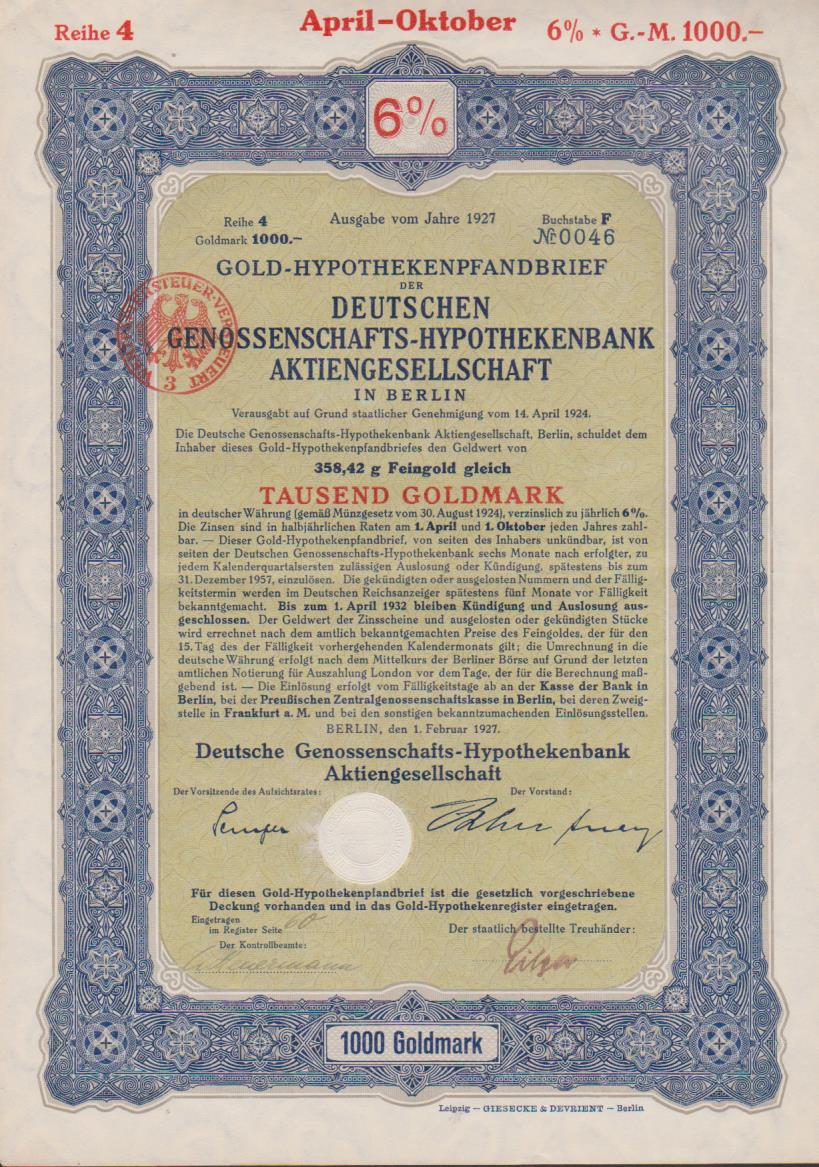 Reihe 4 April-Oktober 6% * G.-M. 1000.-
6%
Reihe 4 Ausgabe vom Jahre 1927 Buchstabe F
Goldmark 1000.- № 0046
GOLD-HYPOTHEKENPFANDBRIEF
DER
DEUTSCHEN
GENOSSENSCHAFTS-HYPOTHEKENBANK
AKTIENGESELLSCHAFT
IN BERLIN
Verausgabt auf Grund staatlicher Genehmigung vom 14. April 1924.
Die Deutsche Genossenschafts-Hypothekenbank Aktiengesellschaft, Berlin, schuldet dem
Inhaber dieses Gold-Hypothekenpfandbriefes den Geldwert von
358,42 g Feingold gleich
TAUSEND GOLDMARK
in deutscher Währung (gemäß Münzgesetz vom 30. August 1924), verzinslich zu jährlich 6%.
Die Zinsen sind in halbjährlichen Raten am 1. April und 1. Oktober jeden Jahres zahl-
bar. — Dieser Gold-Hypothekenpfandbrief, von seiten des Inhabers unkündbar, ist von
seiten der Deutschen Genossenschafts-Hypothekenbank sechs Monate nach erfolgter, zu
jedem Kalenderquartalsersten zulässigen Auslosung oder Kündigung, spätestens bis zum
31. Dezember 1957, einzulösen. Die gekündigten oder ausgelosten Nummern und der Fällig-
keitstermin werden im Deutschen Reichsanzeiger spätestens fünf Monate vor Fälligkeit
bekanntgemacht. Bis zum 1. April 1932 bleiben Kündigung und Auslosung aus-
geschlossen. Der Geldwert der Zinsscheine und ausgelosten oder gekündigten Stücke
wird errechnet nach dem amtlich bekanntgemachten Preise des Feingoldes, der für den
15. Tag des der Fälligkeit vorhergehenden Kalendermonats gilt; die Umrechnung in die
deutsche Währung erfolgt nach dem Mittelkurs der Berliner Börse auf Grund der letzten
amtlichen Notierung für Auszahlung London vor dem Tage, der für die Berechnung maß-
gebend ist. — Die Einlösung erfolgt vom Fälligkeitstage ab an der Kasse der Bank in
Berlin, bei der Preußischen Zentralgenossenschaftskasse in Berlin, bei deren Zweig-
stelle in Frankfurt a. M. und bei den sonstigen bekanntzumachenden Einlösungsstellen.
BERLIN, den 1. Februar 1927.
Deutsche Genossenschafts-Hypothekenbank
Aktiengesellschaft
Der Vorsitzende des Aufsichtsrates: Der Vorstand:
Für diesen Gold-Hypothekenpfandbrief ist die gesetzlich vorgeschriebene
Deckung vorhanden und in das Gold-Hypothekenregister eingetragen.
Eingetragen
im Register Seite 60 Der staatlich bestellte Treuhänder:
Der Kontrollbeamte:
1000 Goldmark
Leipzig — GIESECKE & DEVRIENT — Berlin